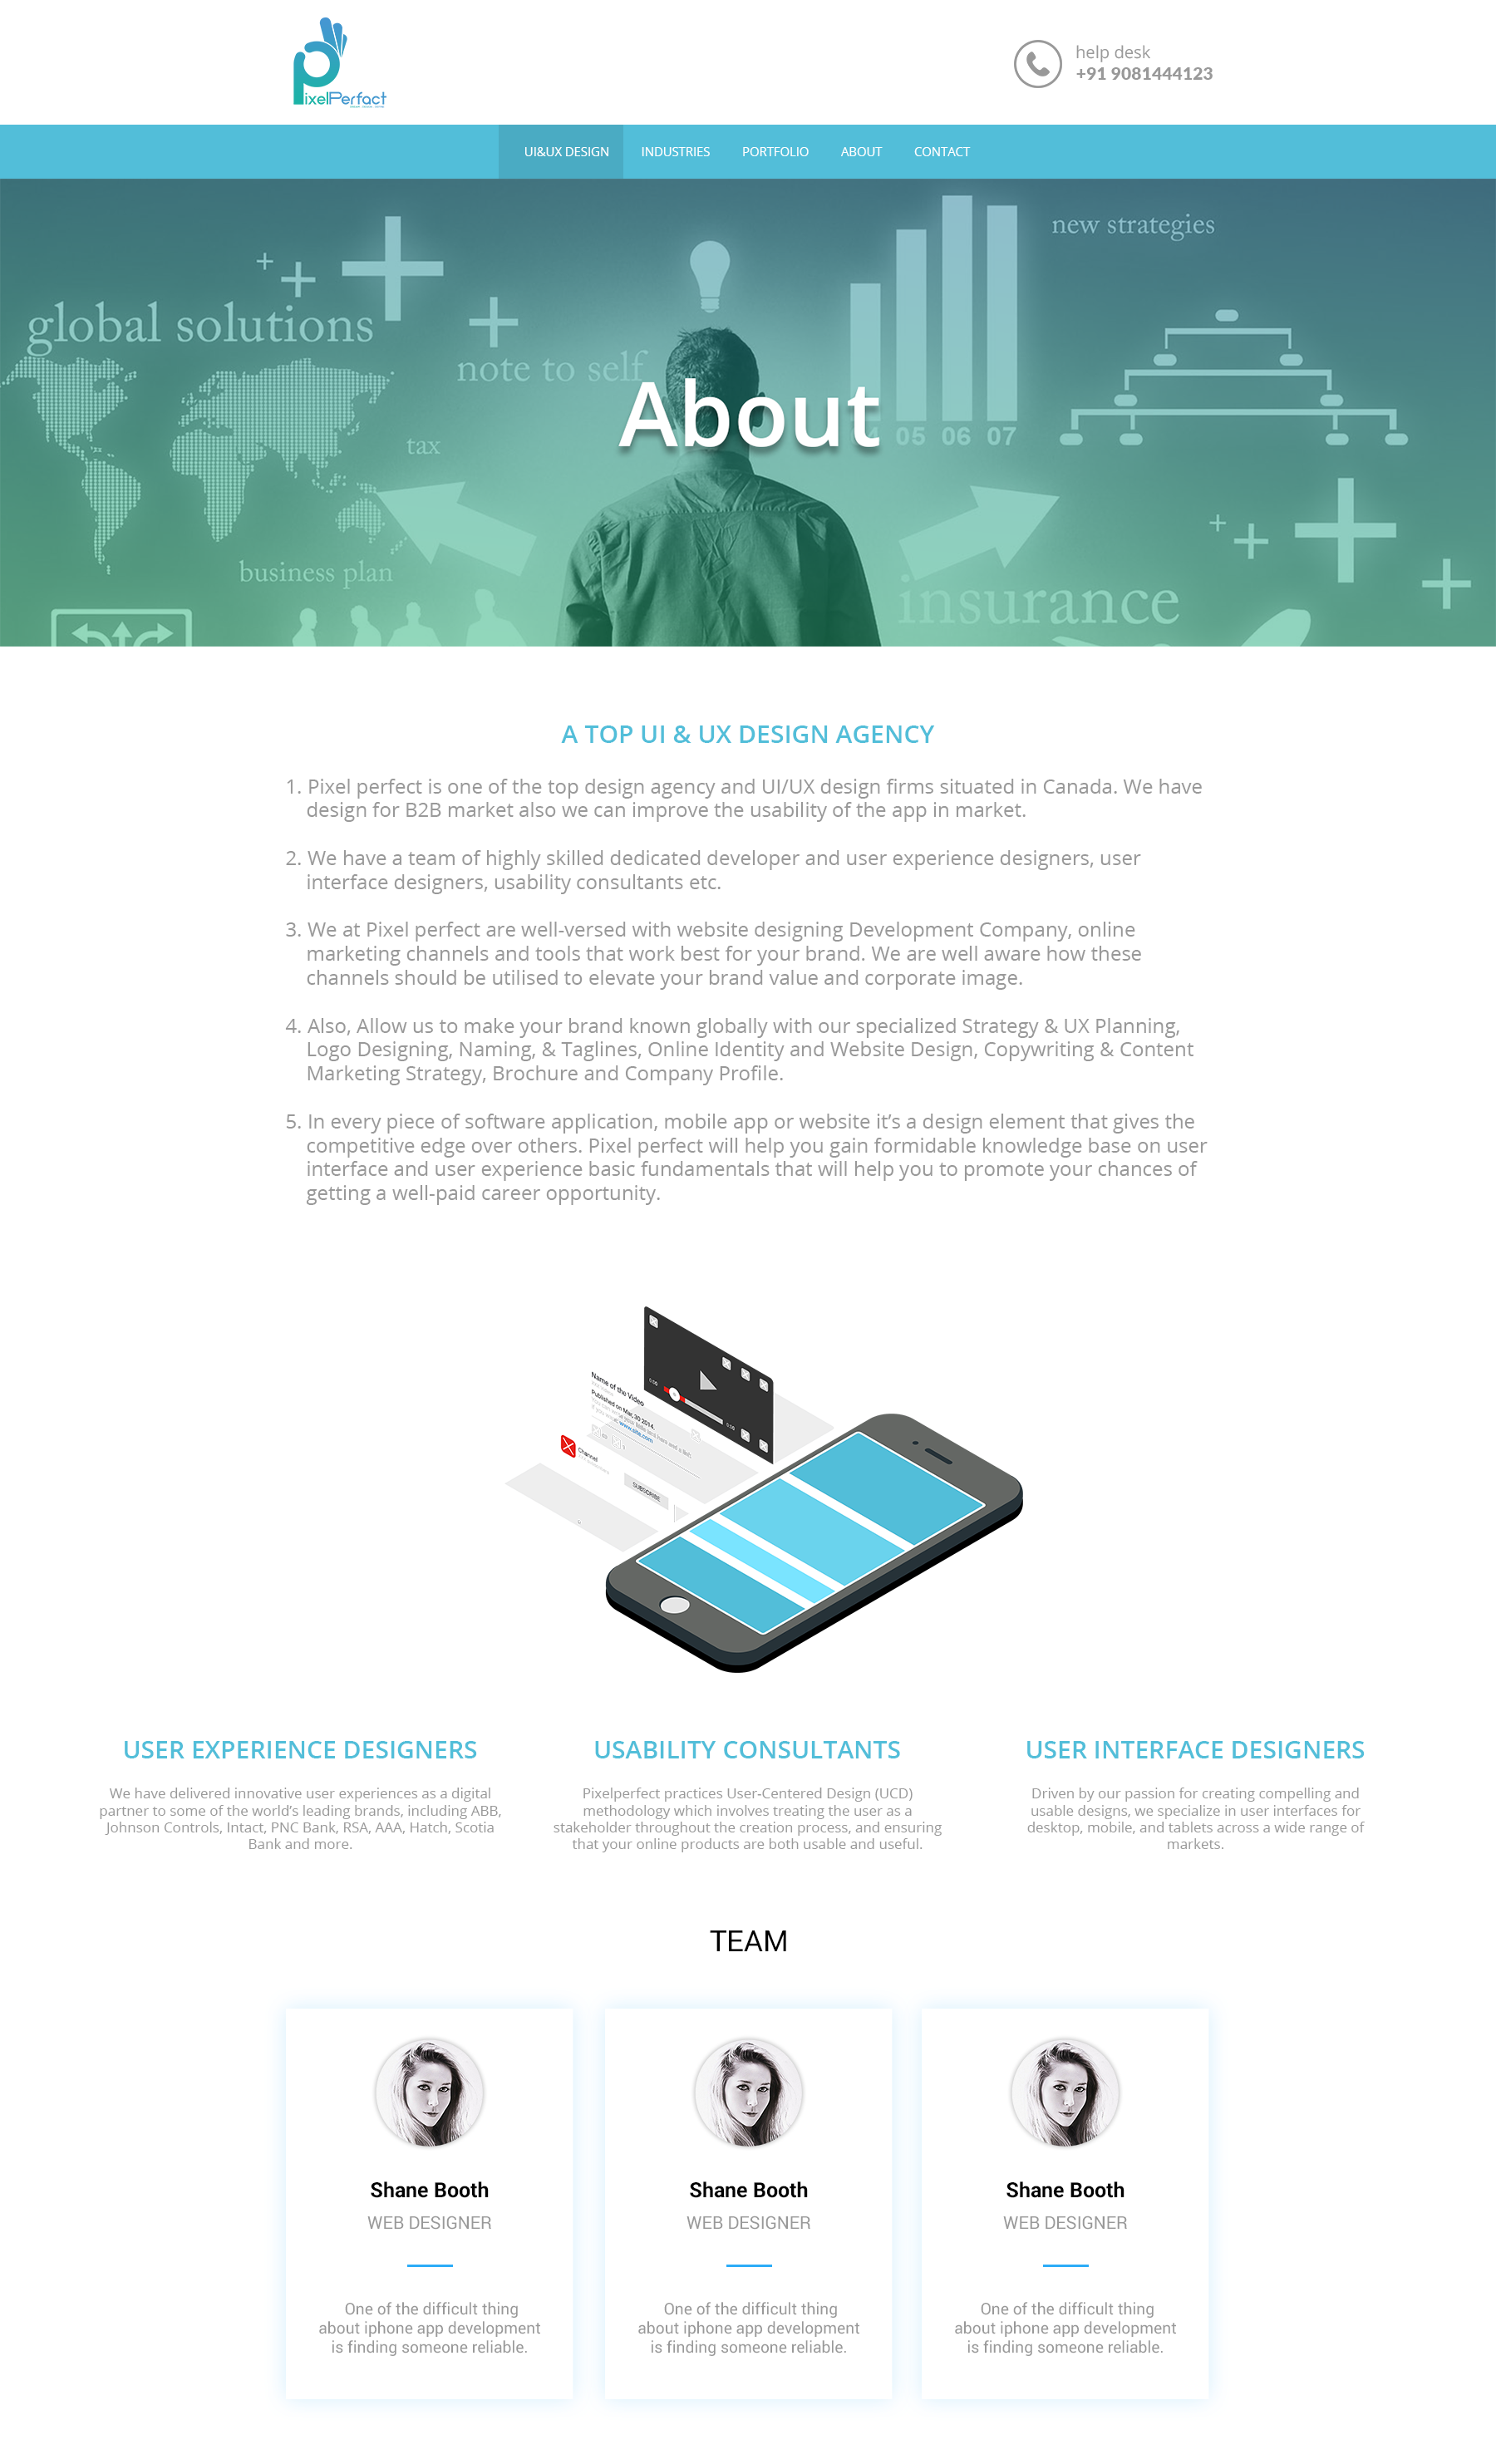 PixelPerfact
help desk
+91 9081444123
UI&UX DESIGN INDUSTRIES PORTFOLIO ABOUT CONTACT
new strategies
global solutions
note to self
About
4 05 06 07
tax
business plan
insurance
A TOP UI & UX DESIGN AGENCY
1. Pixel perfect is one of the top design agency and UI/UX design firms situated in Canada. We have
design for B2B market also we can improve the usability of the app in market.
2. We have a team of highly skilled dedicated developer and user experience designers, user
interface designers, usability consultants etc.
3. We at Pixel perfect are well-versed with website designing Development Company, online
marketing channels and tools that work best for your brand. We are well aware how these
channels should be utilised to elevate your brand value and corporate image.
4. Also, Allow us to make your brand known globally with our specialized Strategy & UX Planning,
Logo Designing, Naming, & Taglines, Online Identity and Website Design, Copywriting & Content
Marketing Strategy, Brochure and Company Profile.
5. In every piece of software application, mobile app or website it’s a design element that gives the
competitive edge over others. Pixel perfect will help you gain formidable knowledge base on user
interface and user experience basic fundamentals that will help you to promote your chances of
getting a well-paid career opportunity.
0:00
0:00
Name of the Video
Published on Mar, 30 2014.
www.site.com
Channel
SUBSCRIBE
USER EXPERIENCE DESIGNERS
We have delivered innovative user experiences as a digital
partner to some of the world’s leading brands, including ABB,
Johnson Controls, Intact, PNC Bank, RSA, AAA, Hatch, Scotia
Bank and more.
USABILITY CONSULTANTS
Pixelperfect practices User-Centered Design (UCD)
methodology which involves treating the user as a
stakeholder throughout the creation process, and ensuring
that your online products are both usable and useful.
USER INTERFACE DESIGNERS
Driven by our passion for creating compelling and
usable designs, we specialize in user interfaces for
desktop, mobile, and tablets across a wide range of
markets.
TEAM
Shane Booth
WEB DESIGNER
One of the difficult thing
about iphone app development
is finding someone reliable.
Shane Booth
WEB DESIGNER
One of the difficult thing
about iphone app development
is finding someone reliable.
Shane Booth
WEB DESIGNER
One of the difficult thing
about iphone app development
is finding someone reliable.